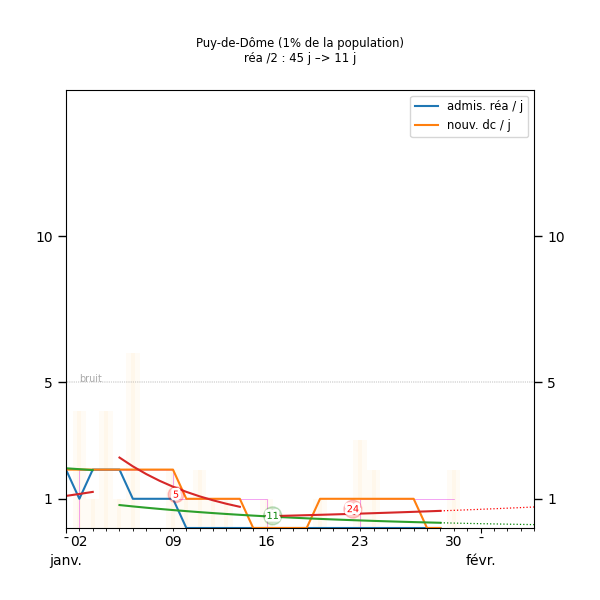 Puy-de-Dôme (1% de la population)
réa /2 : 45 j –> 11 j
admis. réa / j
nouv. dc / j
10
10
bruit
5
5
5
24
11
1
1
02
09
16
23
30
janv.
févr.